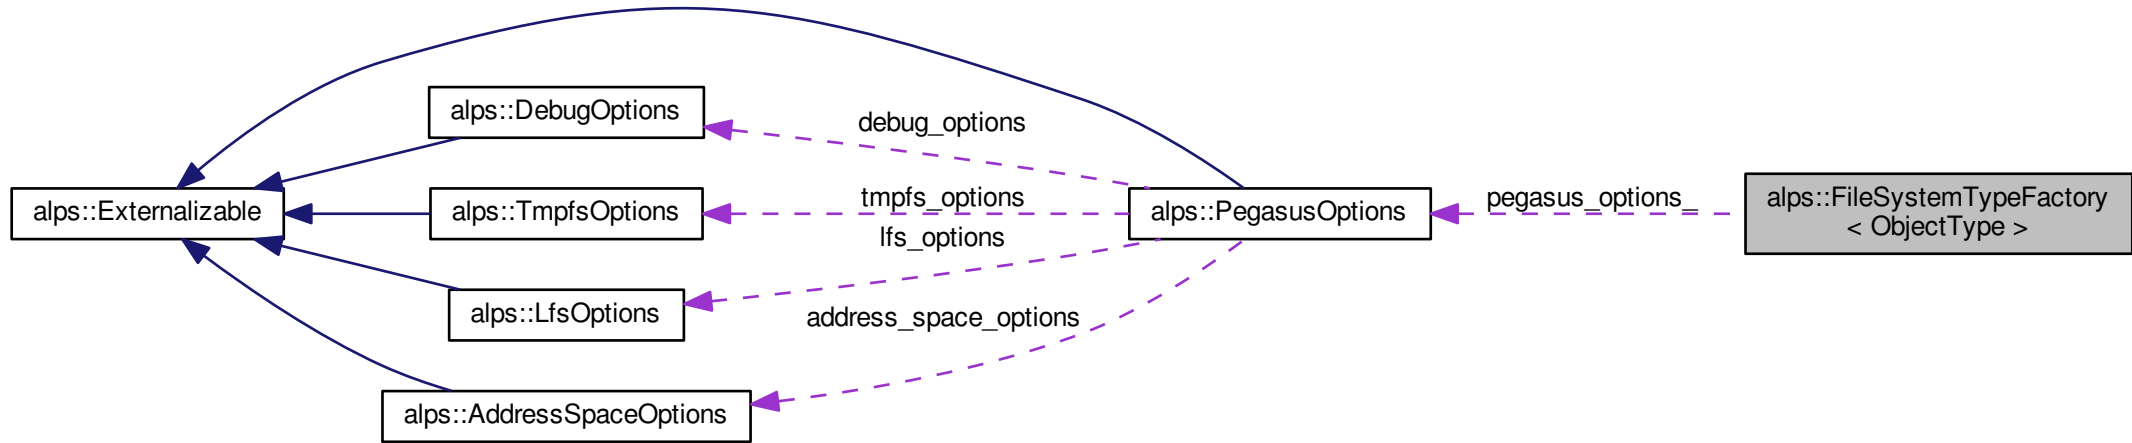 alps::DebugOptions
debug_options
alps::Externalizable
alps::TmpfsOptions
tmpfs_options
alps::PegasusOptions
pegasus_options_
alps::FileSystemTypeFactory
< ObjectType >
lfs_options
alps::LfsOptions
address_space_options
alps::AddressSpaceOptions